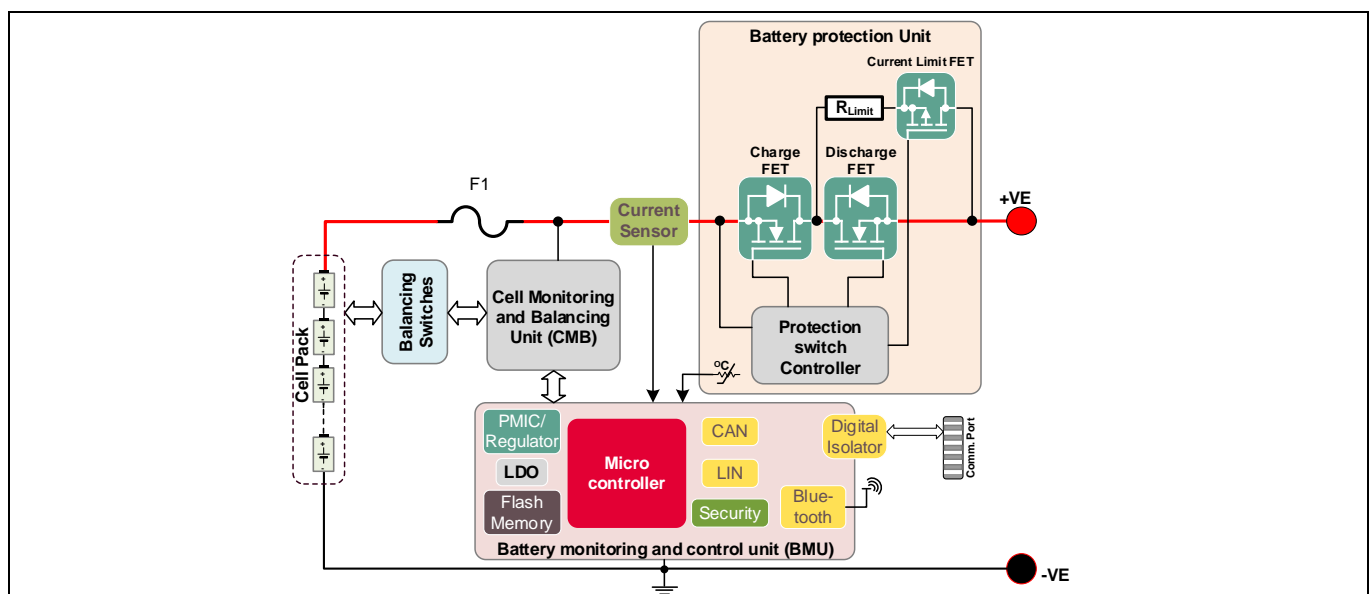 Battery protection Unit
Current Limit FET
RLimit
Charge
FET
Discharge
FET
F1
+VE
Current
Sensor
Cell Pack
Balancing
Switches
Cell Monitoring
and Balancing
Unit (CMB)
Protection
switch
Controller
°C
PMIC/
Regulator
LDO
Flash
Memory
Micro
controller
CAN
LIN
Security
Digital
Isolator
Blue-
tooth
Comm. Port
Battery monitoring and control unit (BMU)
-VE